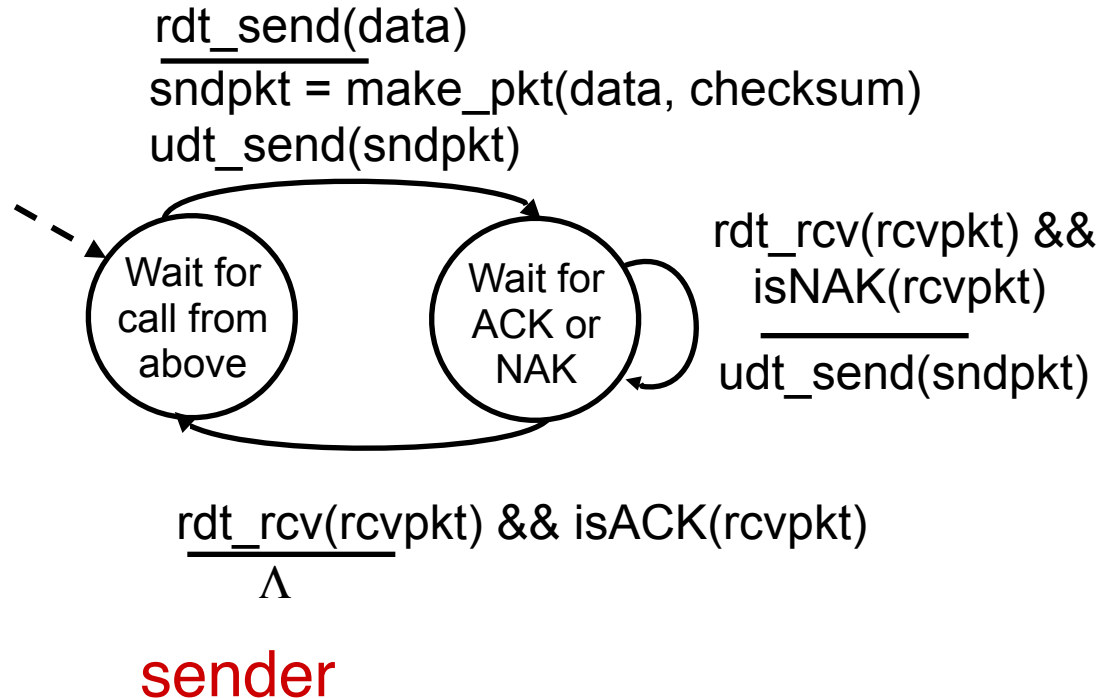 rdt_send(data)
sndpkt = make_pkt(data, checksum)
udt_send(sndpkt)
Wait for
call from
above
Wait for
ACK or
NAK
rdt_rcv(rcvpkt) &&
isNAK(rcvpkt)
udt_send(sndpkt)
rdt_rcv(rcvpkt) && isACK(rcvpkt)
Λ
sender